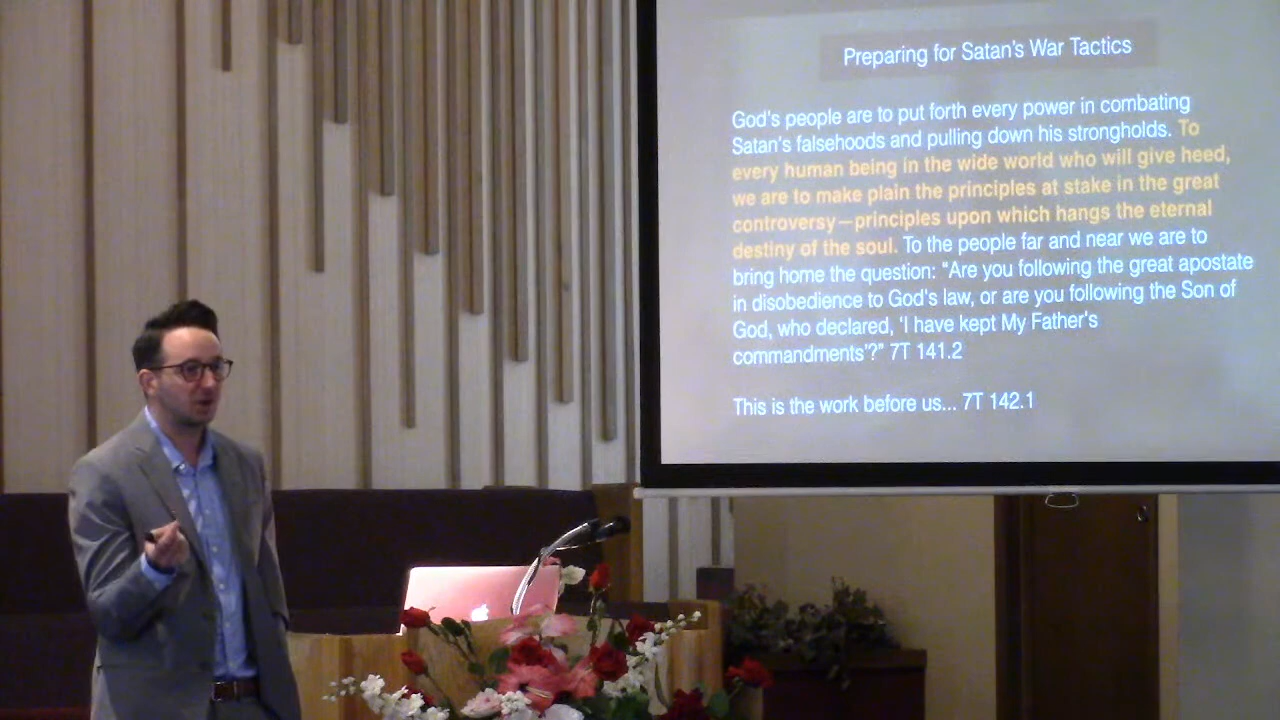 Preparing for Satan's War Tactics
God's people are to put forth every power in combating
Satan's falsehoods and pulling down his strongholds. To
every human being in the wide world who will give heed,
we are to make plain the principles at stake in the great
controversy—principles upon which hangs the eternal
destiny of the soul. To the people far and near we are to
bring home the question: “Are you following the great apostate
in disobedience to God's law, or are you following the Son of
God, who declared, ‘I have kept My Father's
commandments’?” 7T 141.2
This is the work before us... 7T 142.1